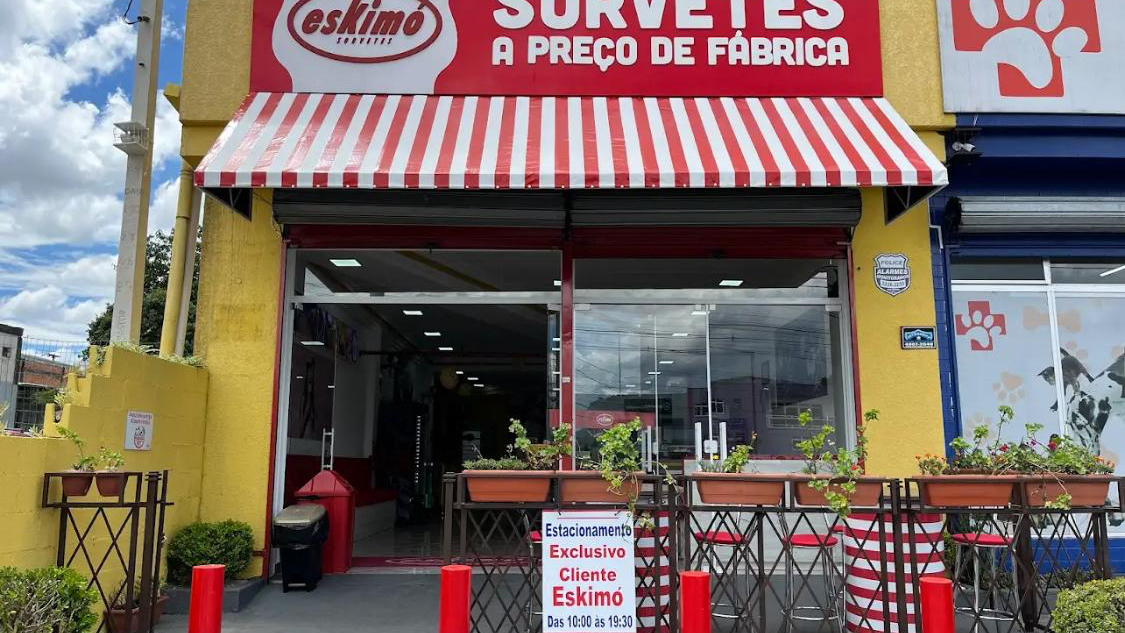 eskimó
SORVETES
SORVETES
A PREÇO DE FÁBRICA
POLICE
ALARMES
Estacionamento
Exclusivo
Cliente
Eskimó
Das 10:00 às 19:30